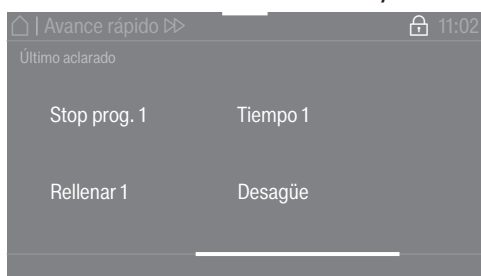 | Avance rápido 11:02
Último aclarado
Stop prog. 1 Tiempo 1
Rellenar 1 Desagüe